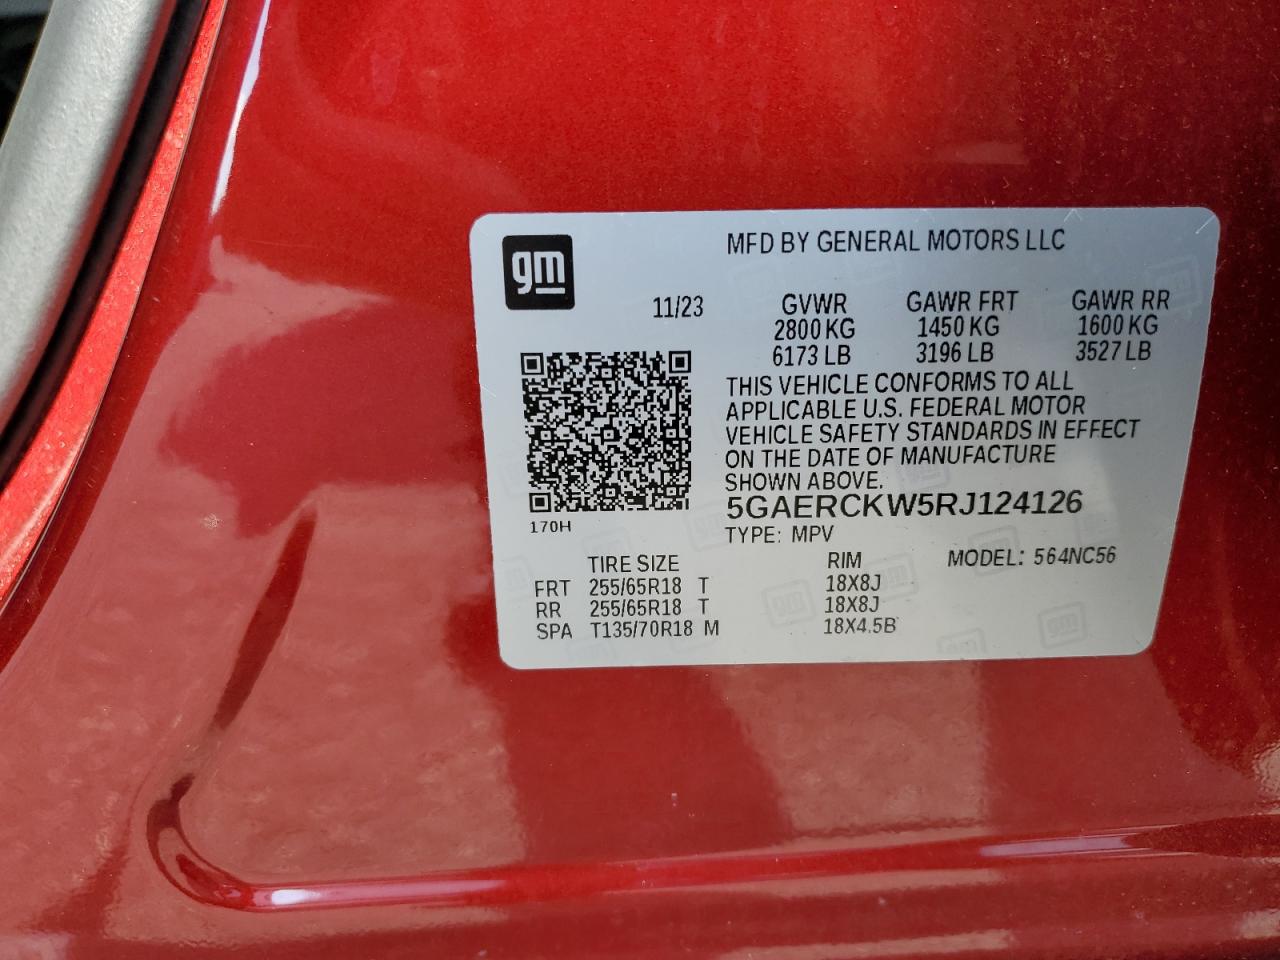 gm
MFD BY GENERAL MOTORS LLC
11/23 GVWR GAWR FRT GAWR RR
2800 KG 1450 KG 1600 KG
6173 LB 3196 LB 3527 LB
THIS VEHICLE CONFORMS TO ALL
APPLICABLE U.S. FEDERAL MOTOR
VEHICLE SAFETY STANDARDS IN EFFECT
ON THE DATE OF MANUFACTURE
SHOWN ABOVE.
5GAERCKW5RJ124126
170H
TYPE: MPV
TIRE SIZE RIM MODEL: 564NC56
FRT 255/65R18 T 18X8J
RR 255/65R18 T 18X8J
SPA T135/70R18 M 18X4.5B